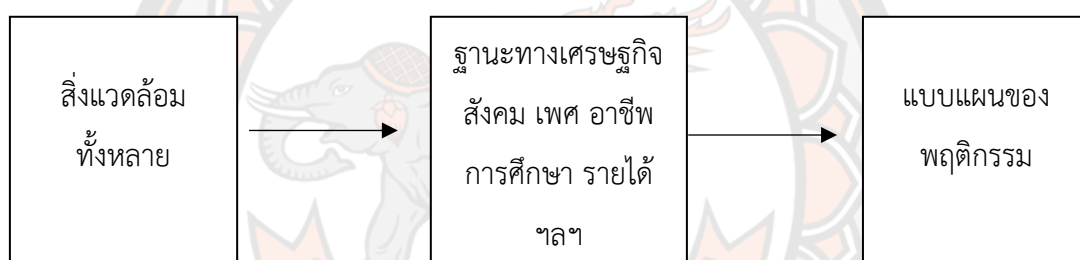 สิ่งแวดล้อม
ทั้งหลาย
ฐานะทางเศรษฐกิจ
สังคม เพศ อาชีพ
การศึกษา รายได้
ฯลฯ
แบบแผนของ
พฤติกรรม